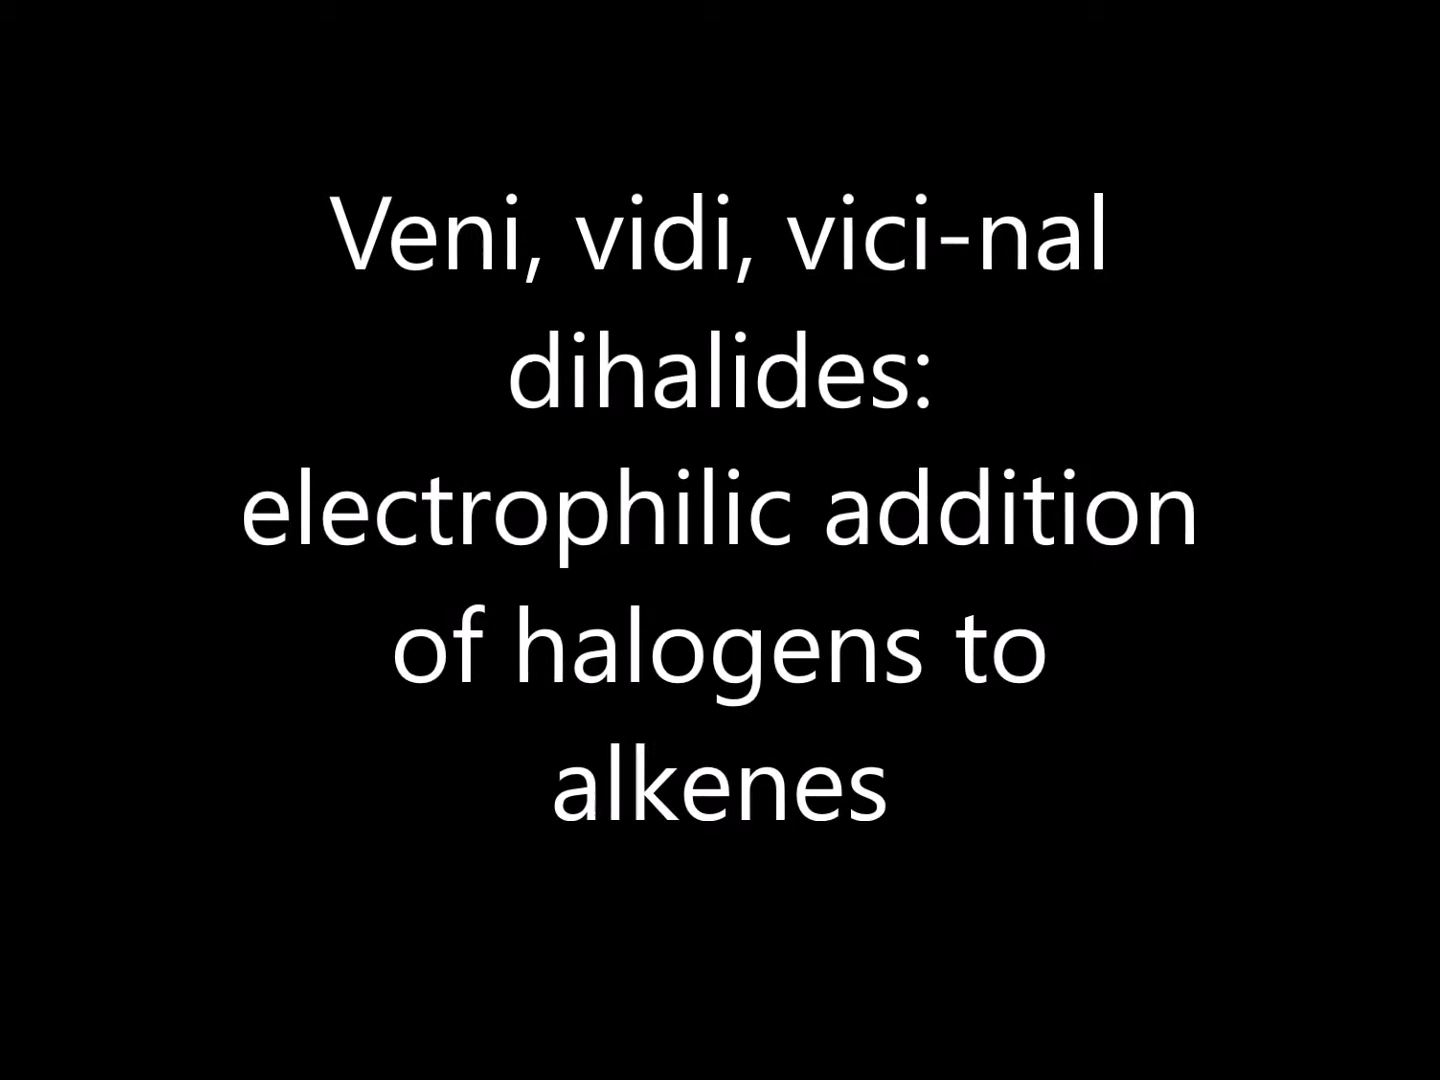 Veni, vidi, vici-nal
dihalides:
electrophilic addition
of halogens to
alkenes